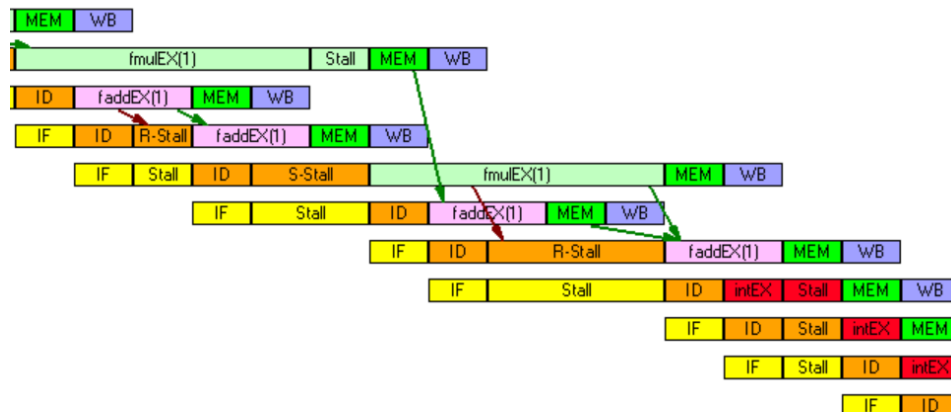 MEM WB
fmulEX(1) Stall MEM WB
ID faddEX(1) MEM WB
IF ID R-Stall faddEX(1) MEM WB
IF Stall ID S-Stall fmulEX(1) MEM WB
IF Stall ID faddEX(1) MEM WB
IF ID R-Stall faddEX(1) MEM WB
IF Stall ID intEX Stall MEM WB
IF ID Stall intEX MEM
IF Stall ID intEX
IF ID